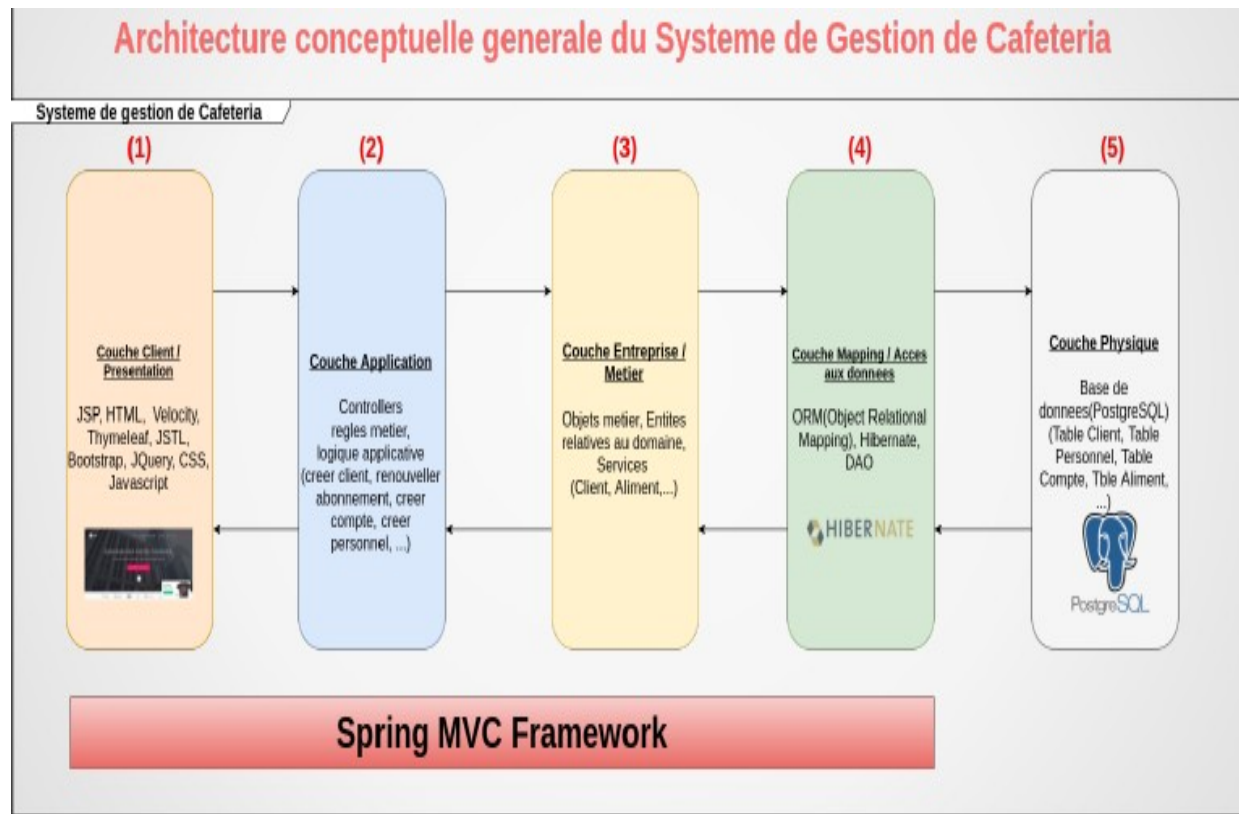 Architecture conceptuelle generale du Systeme de Gestion de Cafeteria
Systeme de gestion de Cafeteria
(1)
(2)
(3)
(4)
(5)
Couche Client /
Presentation
JSP, HTML, Velocity,
Thymeleaf, JSTL,
Bootstrap, JQuery, CSS,
Javascript
Couche Application
Controllers
regles metier,
logique applicative
(creer client, renouveller
abonnement, creer
compte, creer
personnel, ...)
Couche Entreprise /
Metier
Objets metier, Entites
relatives au domaine,
Services
(Client, Aliment,...)
Couche Mapping / Acces
aux donnees
ORM(Object Relational
Mapping), Hibernate,
DAO
HIBERNATE
Couche Physique
Base de
donnees(PostgreSQL)
(Table Client, Table
Personnel, Table
Compte, Tble Aliment,
...)
PostgreSQL
Spring MVC Framework